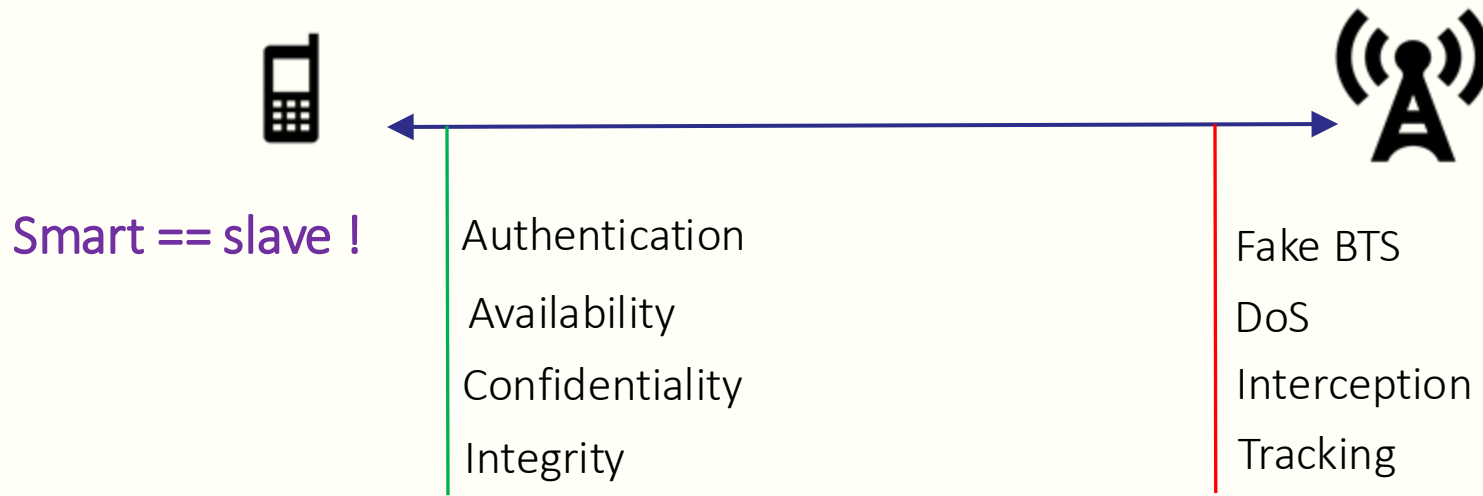 Smart == slave !
Authentication
Availability
Confidentiality
Integrity
Fake BTS
DoS
Interception
Tracking